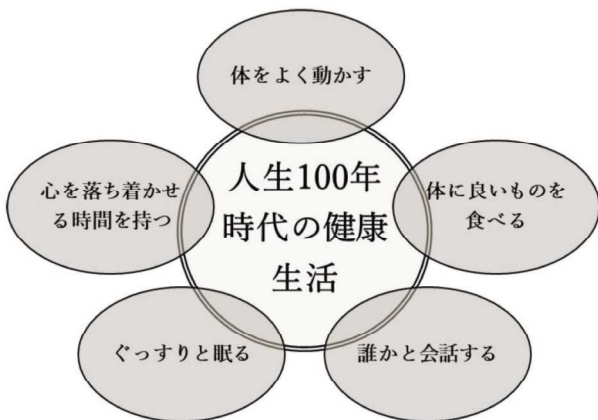 体をよく動かす
人生100年
時代の健康
生活
体に良いものを
食べる
誰かと会話する
ぐっすりと眠る
心を落ち着かせ
る時間を持つ